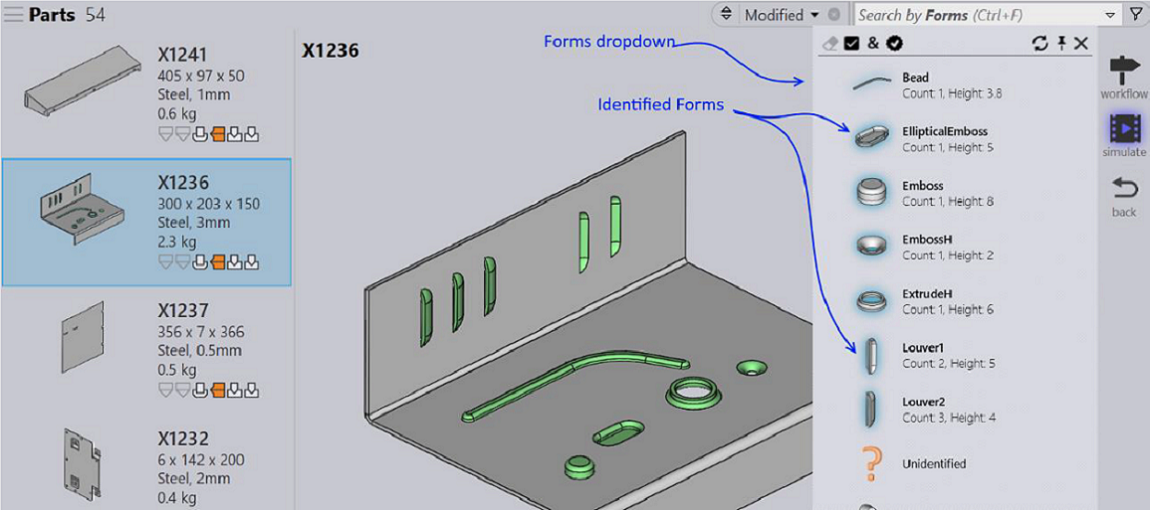 Parts 54
Modified
Search by Forms (Ctrl+F)
X1241
405 x 97 x 50
Steel, 1mm
0.6 kg
X1236
300 x 203 x 150
Steel, 3mm
2.3 kg
X1237
356 x 7 x 366
Steel, 0.5mm
0.5 kg
X1232
6 x 142 x 200
Steel, 2mm
0.4 kg
X1236
Forms dropdown
Identified Forms
&
Bead
Count: 1, Height: 3.8
EllipticalEmboss
Count: 1, Height: 5
Emboss
Count: 1, Height: 8
EmbossH
Count: 1, Height: 2
ExtrudeH
Count: 1, Height: 6
Louver1
Count: 2, Height: 5
Louver2
Count: 3, Height: 4
?
Unidentified
workflow
simulate
back